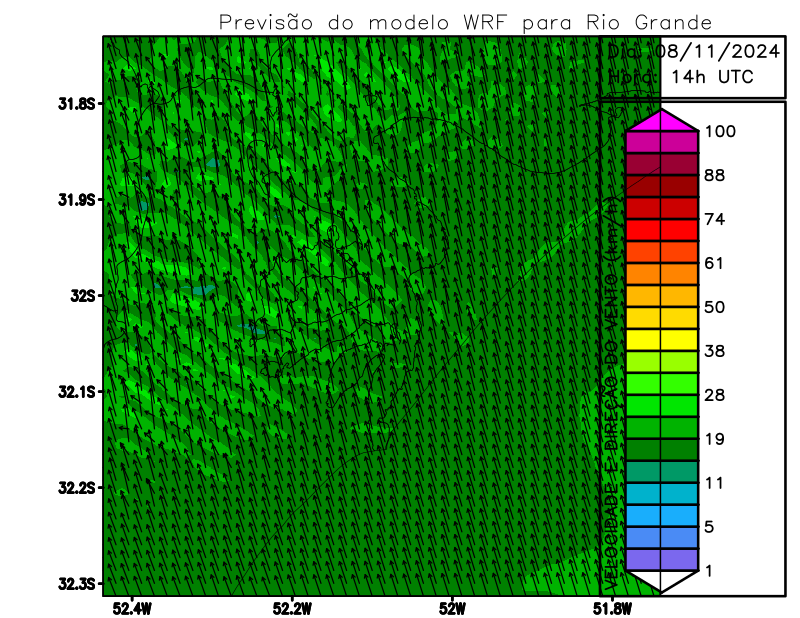 Previsão do modelo WRF para Rio Grande
Dia: 08/11/2024
Hora: 14h UTC
31.8S
31.9S
32S
32.1S
32.2S
32.3S
52.4W
52.2W
52W
51.8W
VELOCIDADE E DIREÇÃO DO VENTO (km/h)
100
88
74
61
50
38
28
19
11
5
1